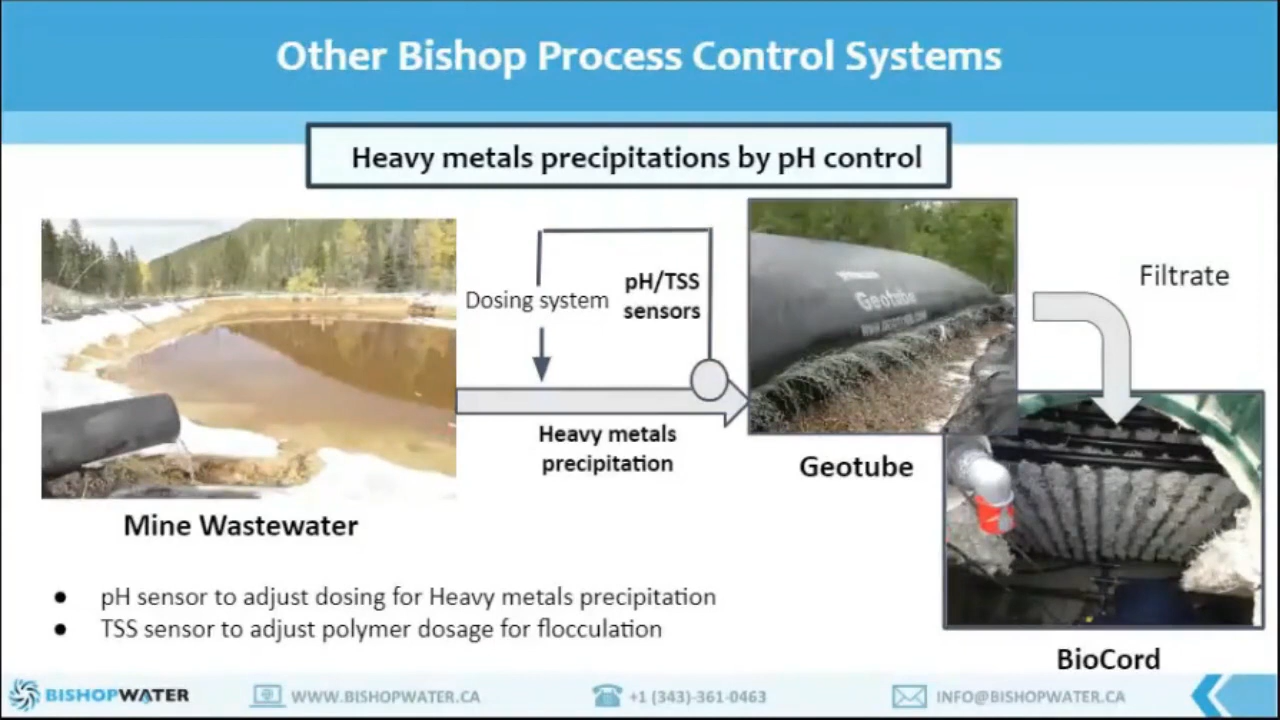 Other Bishop Process Control Systems
Heavy metals precipitations by pH control
Dosing system
pH/TSS
sensors
Heavy metals
precipitation
Geotube
Filtrate
Geotube
Mine Wastewater
BioCord
● pH sensor to adjust dosing for Heavy metals precipitation
● TSS sensor to adjust polymer dosage for flocculation
BISHOPWATER
WWW.BISHOPWATER.CA
+1 (343)-361-0463
INFO@BISHOPWATER.CA